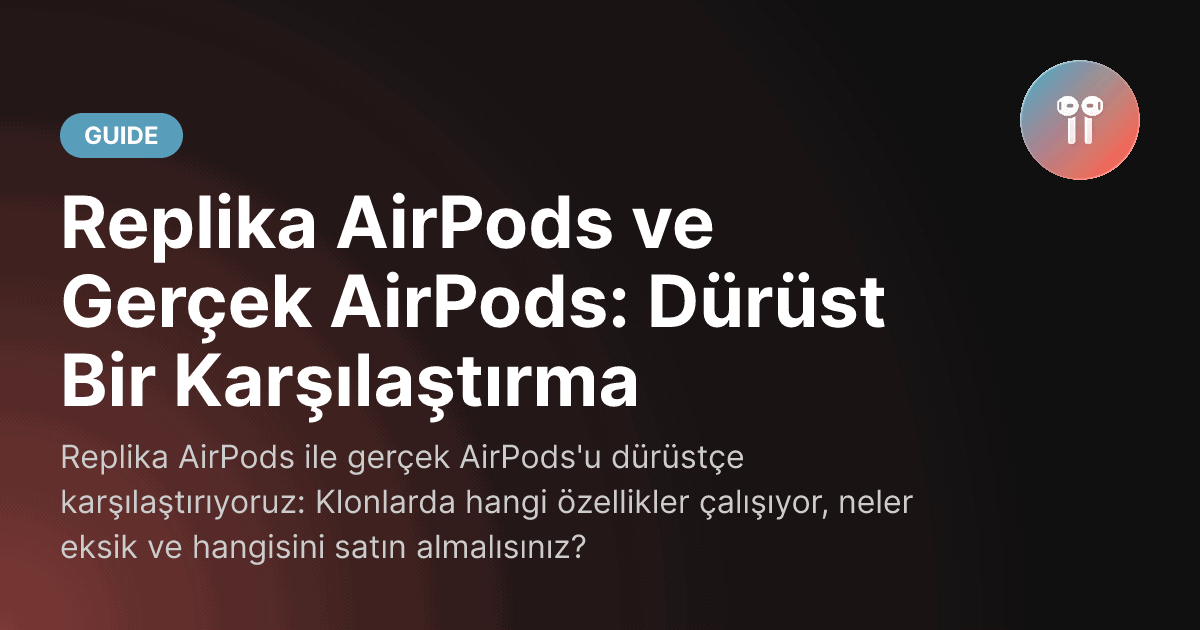 GUIDE
Replika AirPods ve
Gerçek AirPods: Dürüst
Bir Karşılaştırma
Replika AirPods ile gerçek AirPods'u dürüstçe
karşılaştırıyoruz: Klonlarda hangi özellikler çalışıyor, neler
eksik ve hangisini satın almalısınız?